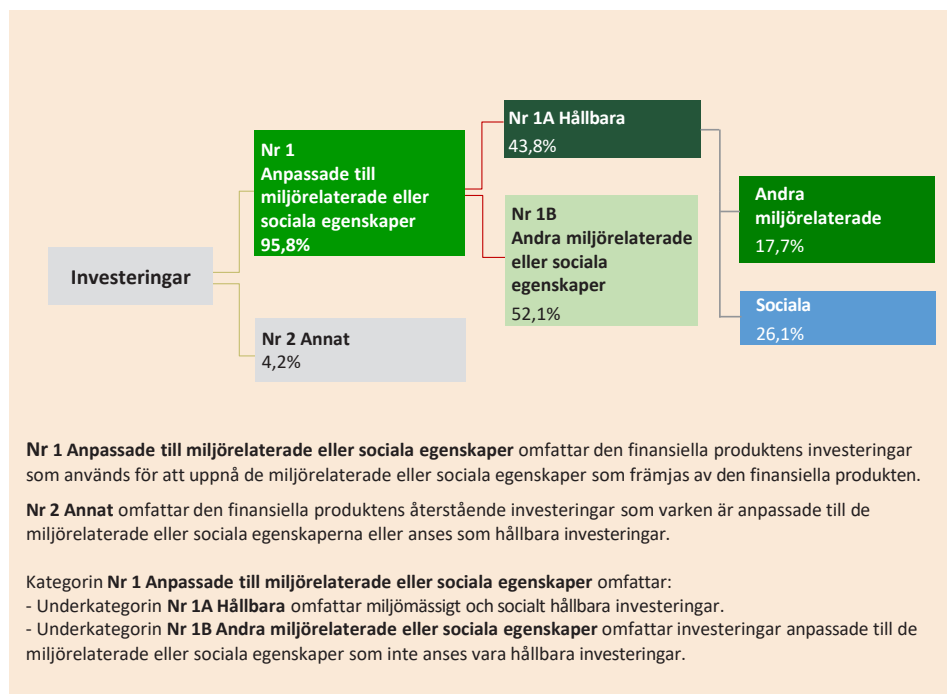 Investeringar
Nr 1
Anpassade till
miljörelaterade eller
sociala egenskaper
95,8%
Nr 2 Annat
4,2%
Nr 1A Hållbara
43,8%
Nr 1B
Andra miljörelaterade
eller sociala
egenskaper
52,1%
Andra
miljörelaterade
17,7%
Sociala
26,1%
Nr 1 Anpassade till miljörelaterade eller sociala egenskaper omfattar den finansiella produktens investeringar
som används för att uppnå de miljörelaterade eller sociala egenskaper som främjas av den finansiella produkten.
Nr 2 Annat omfattar den finansiella produktens återstående investeringar som varken är anpassade till de
miljörelaterade eller sociala egenskaperna eller anses som hållbara investeringar.
Kategorin Nr 1 Anpassade till miljörelaterade eller sociala egenskaper omfattar:
- Underkategorin Nr 1A Hållbara omfattar miljömässigt och socialt hållbara investeringar.
- Underkategorin Nr 1B Andra miljörelaterade eller sociala egenskaper omfattar investeringar anpassade till de
miljörelaterade eller sociala egenskaper som inte anses vara hållbara investeringar.